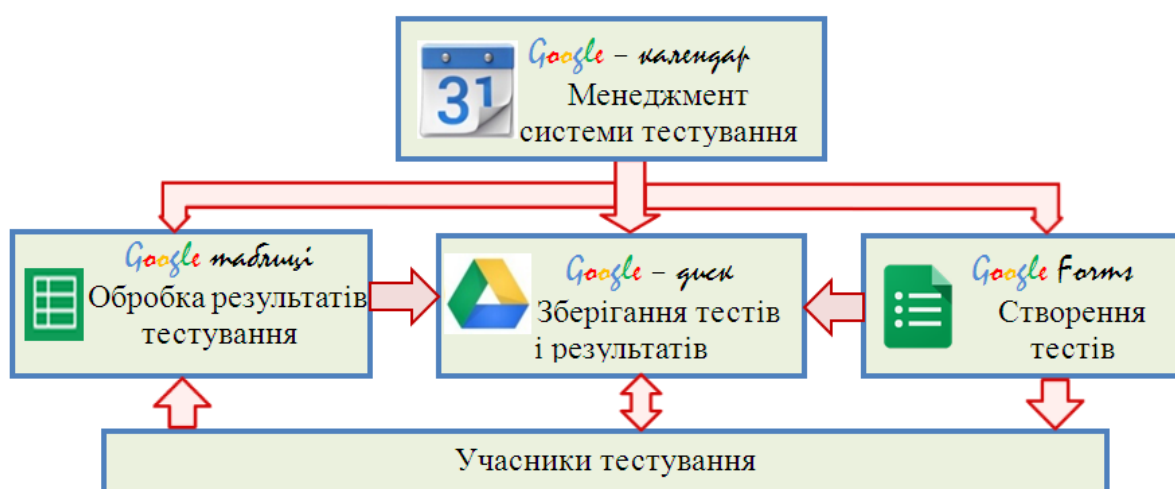 Google – календар
31
Менеджмент
системи тестування
Google таблиці
Обробка результатів
тестування
Google – диск
Зберігання тестів
і результатів
Google Forms
Створення
тестів
Учасники тестування